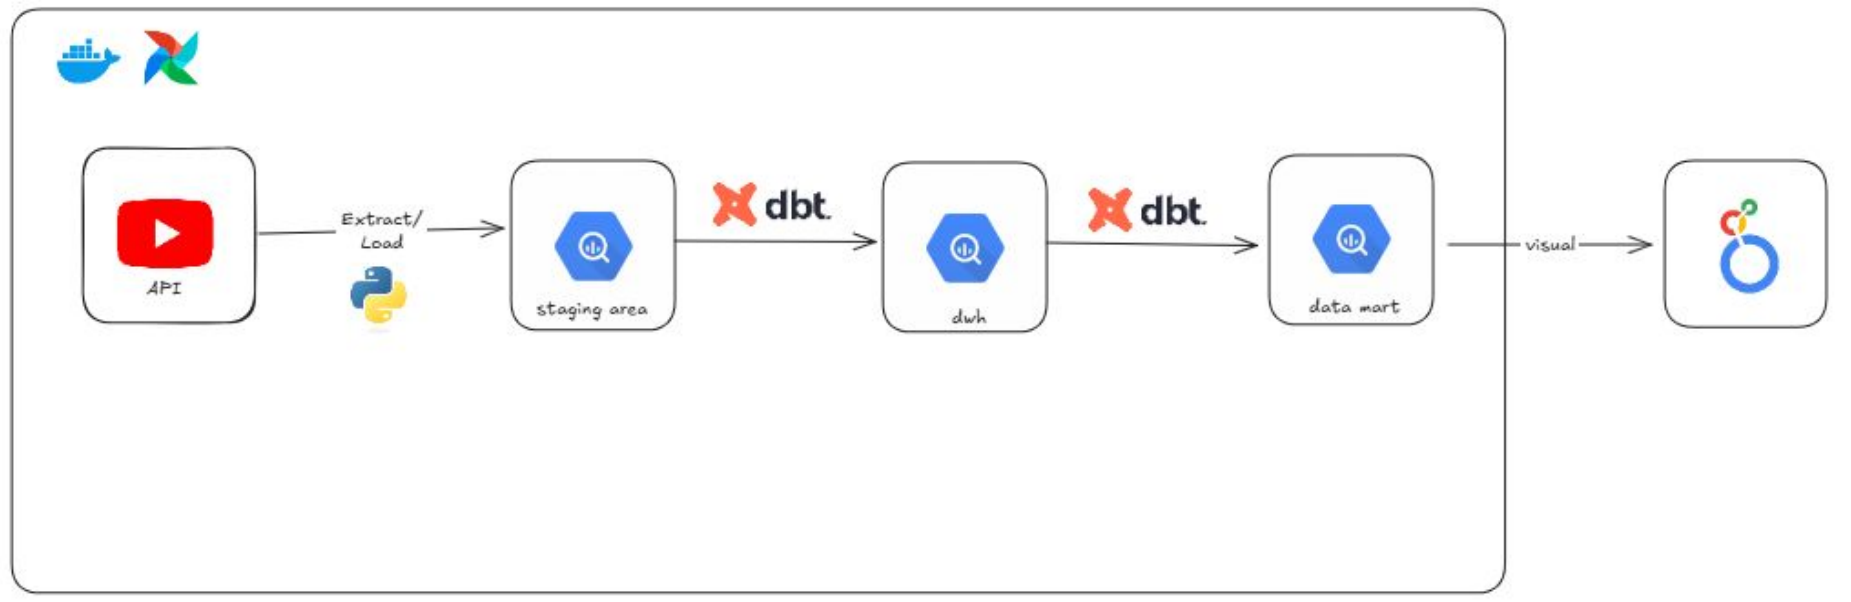 API
Extract/
Load
staging area
dbt
dwh
dbt
data mart
visual